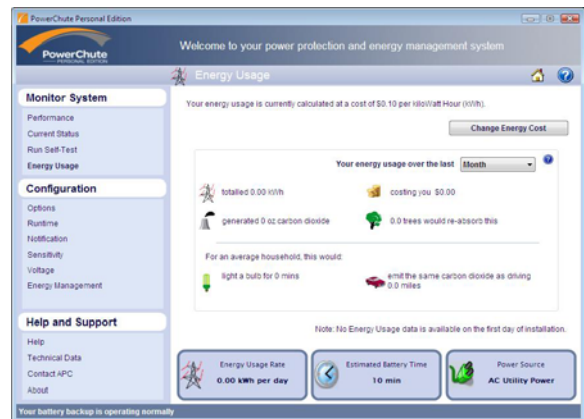 PowerChute Personal Edition
PowerChute
PERSONAL EDITION
Welcome to your power protection and energy management system
Energy Usage
Monitor System
Performance
Current Status
Run Self-Test
Energy Usage
Configuration
Options
Runtime
Notification
Sensitivity
Voltage
Energy Management
Help and Support
Help
Technical Data
Contact APC
About
Your energy usage is currently calculated at a cost of $0.10 per kiloWatt Hour (kWh).
Change Energy Cost
Your energy usage over the last Month
totalled 0.00 kWh
costing you $0.00
generated 0 oz carbon dioxide
0.0 trees would re-absorb this
For an average household, this would:
light a bulb for 0 mins
emit the same carbon dioxide as driving
0.0 miles
Note: No Energy Usage data is available on the first day of installation.
Energy Usage Rate
0.00 kWh per day
Estimated Battery Time
10 min
Power Source
AC Utility Power
Your battery backup is operating normally